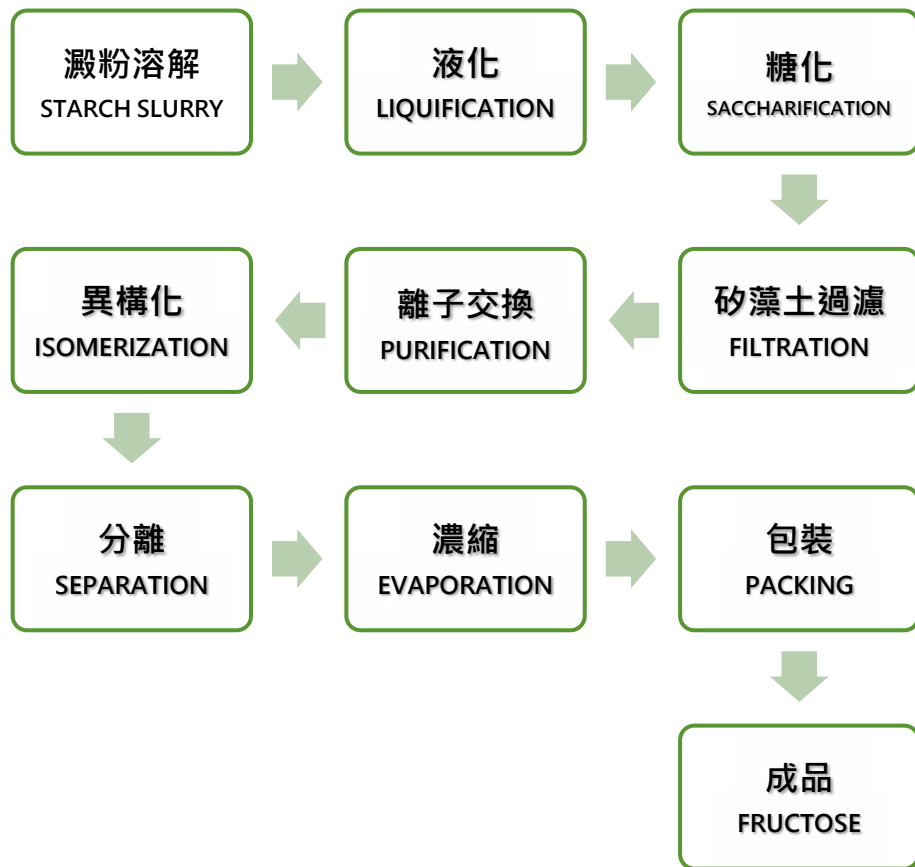 澱粉溶解
STARCH SLURRY
液化
LIQUIFICATION
糖化
SACCHARIFICATION
矽藻土過濾
FILTRATION
離子交換
PURIFICATION
異構化
ISOMERIZATION
分離
SEPARATION
濃縮
EVAPORATION
包裝
PACKING
成品
FRUCTOSE